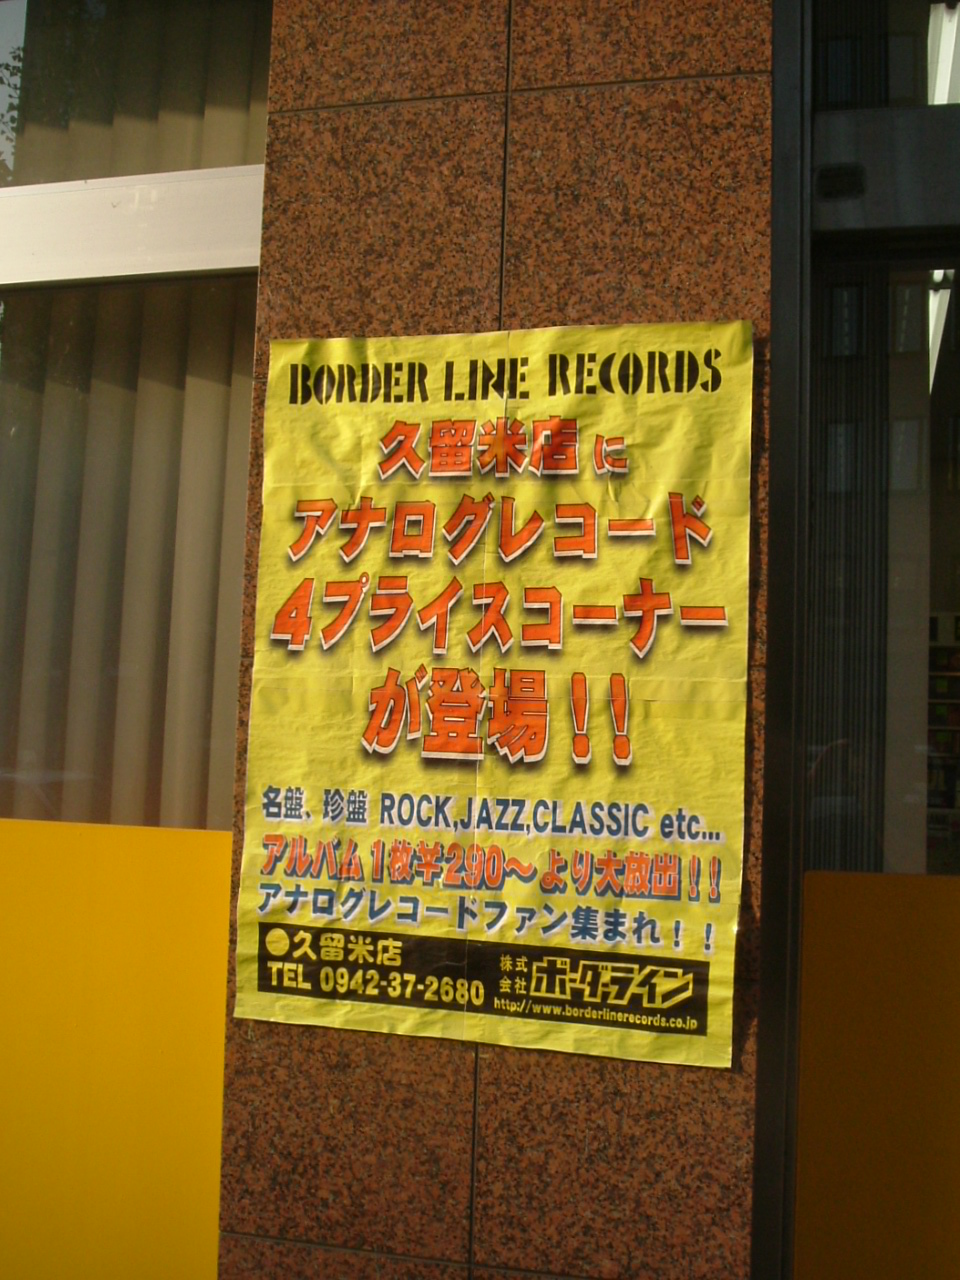 BORDER LINE RECORDS
久留米店に
アナログレコード
4プライスコーナー
が登場!!
名盤、珍盤 ROCK,JAZZ,CLASSIC etc...
アルバム1枚¥290〜より大放出!!
アナログレコードファン集まれ!!
●久留米店
TEL 0942-37-2680
株式会社 ボーダーライン
http://www.borderlinerecords.co.jp